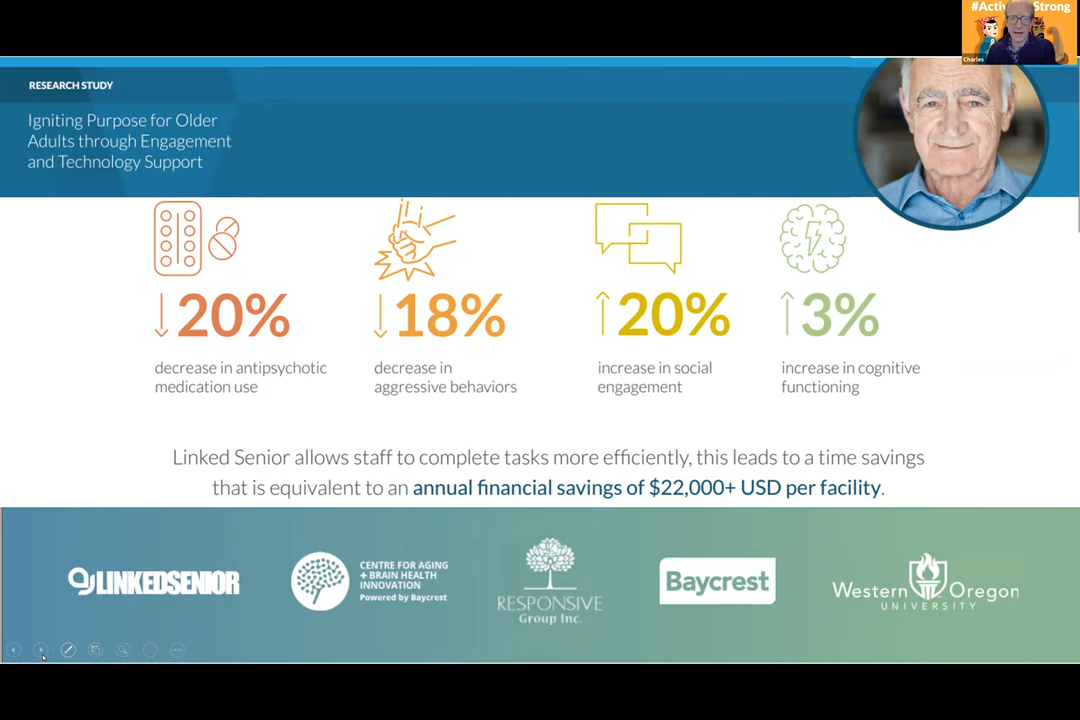 #Activ
Strong
Charles
RESEARCH STUDY
Igniting Purpose for Older
Adults through Engagement
and Technology Support
↓20%
↓18%
↑20%
↑3%
decrease in antipsychotic
medication use
decrease in
aggressive behaviors
increase in social
engagement
increase in cognitive
functioning
Linked Senior allows staff to complete tasks more efficiently, this leads to a time savings
that is equivalent to an annual financial savings of $22,000+ USD per facility.
LINKEDSENIOR
CENTRE FOR AGING
+ BRAIN HEALTH
INNOVATION
Powered by Baycrest
RESPONSIVE
Group Inc.
Baycrest
Western Oregon
UNIVERSITY